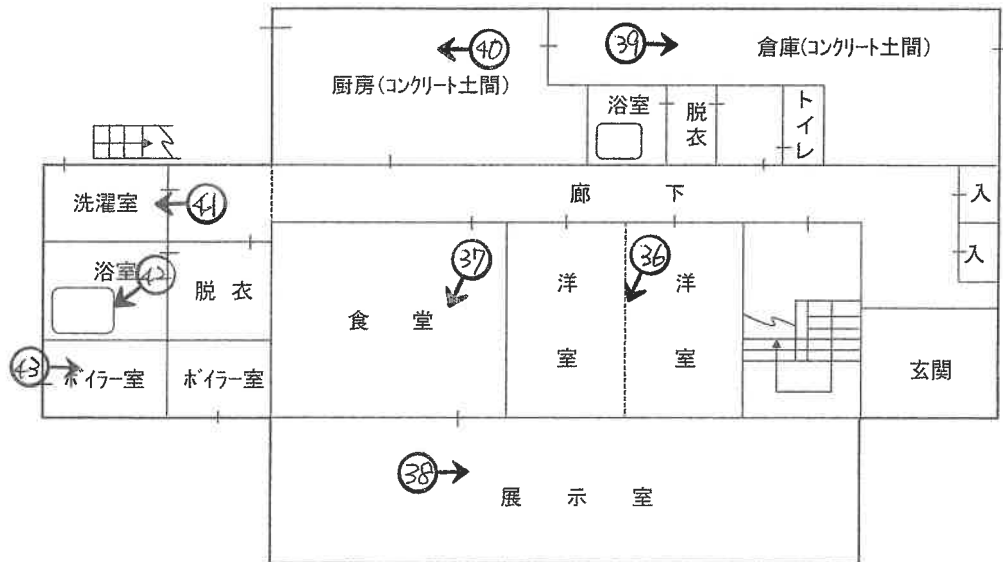 ㊵
㊴
倉庫(コンクリート土間)
厨房(コンクリート土間)
浴室
脱衣
トイレ
洗濯室
㊶
廊下
入
入
浴室
㊷
脱衣
㊲
㊱
食堂
洋室
洋室
玄関
㊸
ボイラー室
ボイラー室
㊳
展示室